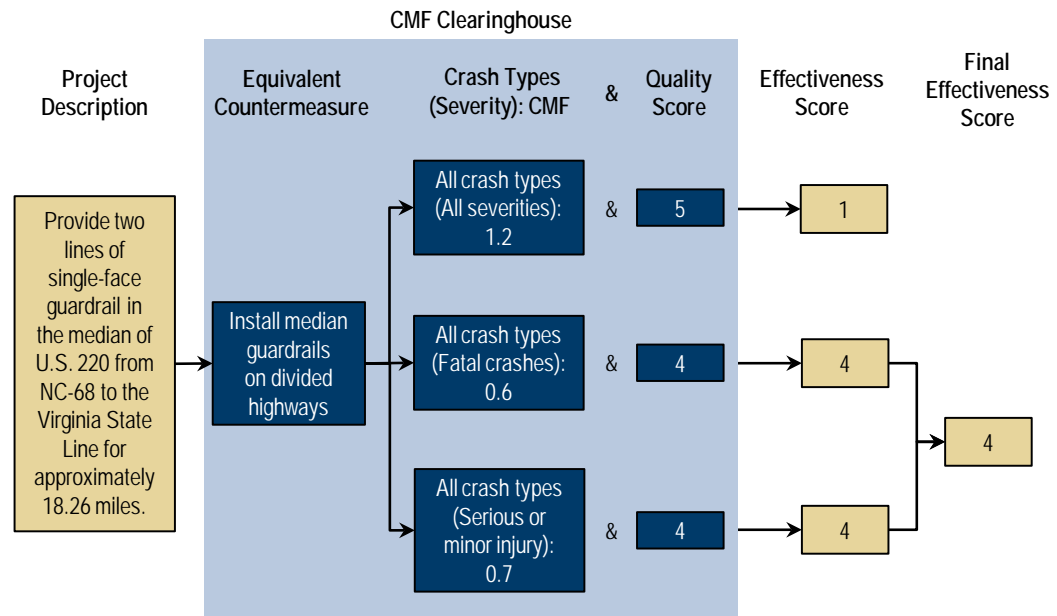 CMF Clearinghouse
Project
Description
Equivalent
Countermeasure
Crash Types
(Severity): CMF
&
Quality
Score
Effectiveness
Score
Final
Effectiveness
Score
Provide two
lines of
single-face
guardrail in
the median of
U.S. 220 from
NC-68 to the
Virginia State
Line for
approximately
18.26 miles.
Install median
guardrails
on divided
highways
All crash types
(All severities):
1.2
&
5
1
All crash types
(Fatal crashes):
0.6
&
4
4
All crash types
(Serious or
minor injury):
0.7
&
4
4
4